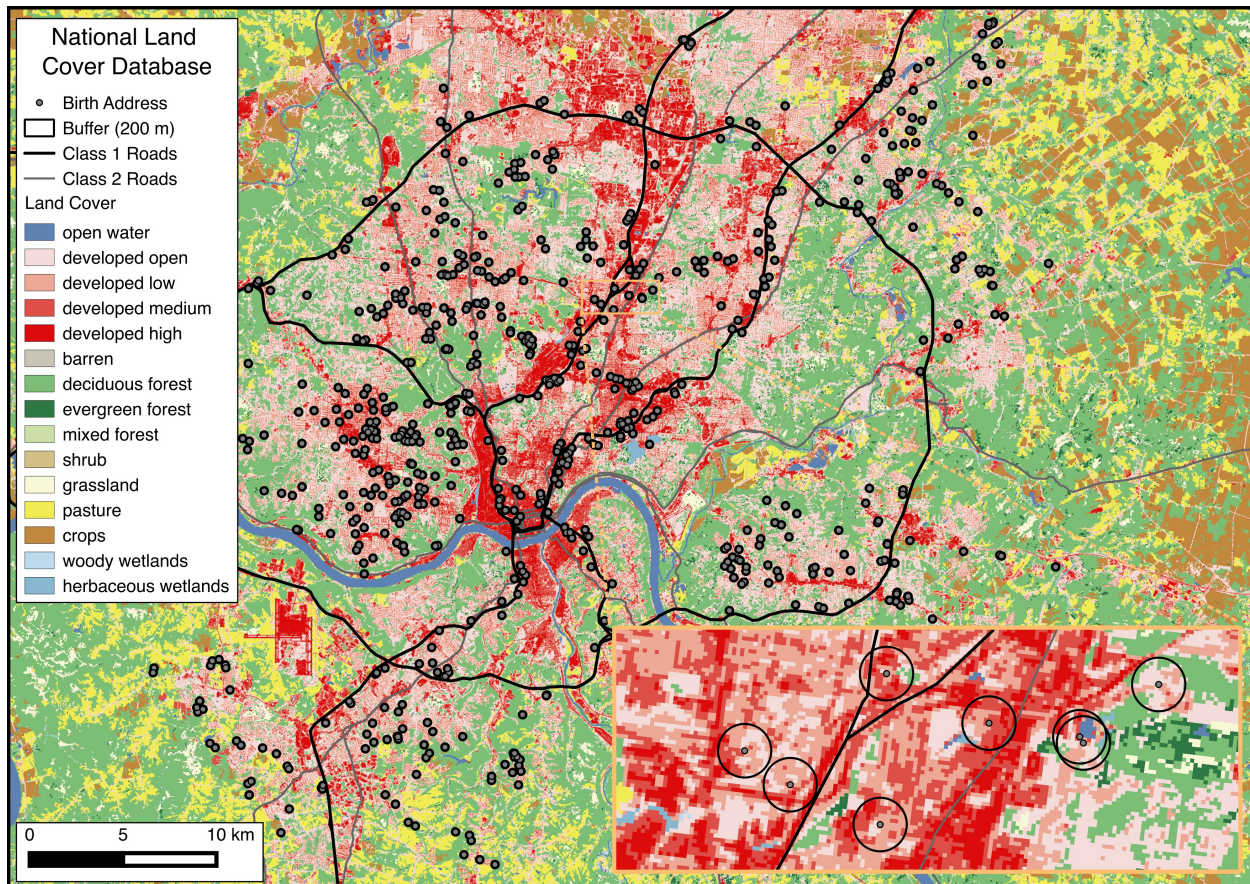 National Land
Cover Database
Birth Address
Buffer (200 m)
Class 1 Roads
Class 2 Roads
Land Cover
open water
developed open
developed low
developed medium
developed high
barren
deciduous forest
evergreen forest
mixed forest
shrub
grassland
pasture
crops
woody wetlands
herbaceous wetlands
0 5 10 km